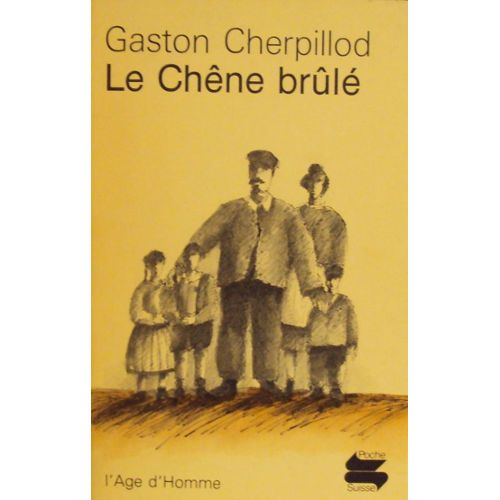 Gaston Cherpillod
Le Chêne brûlé
l'Age d'Homme
Poche
Suisse